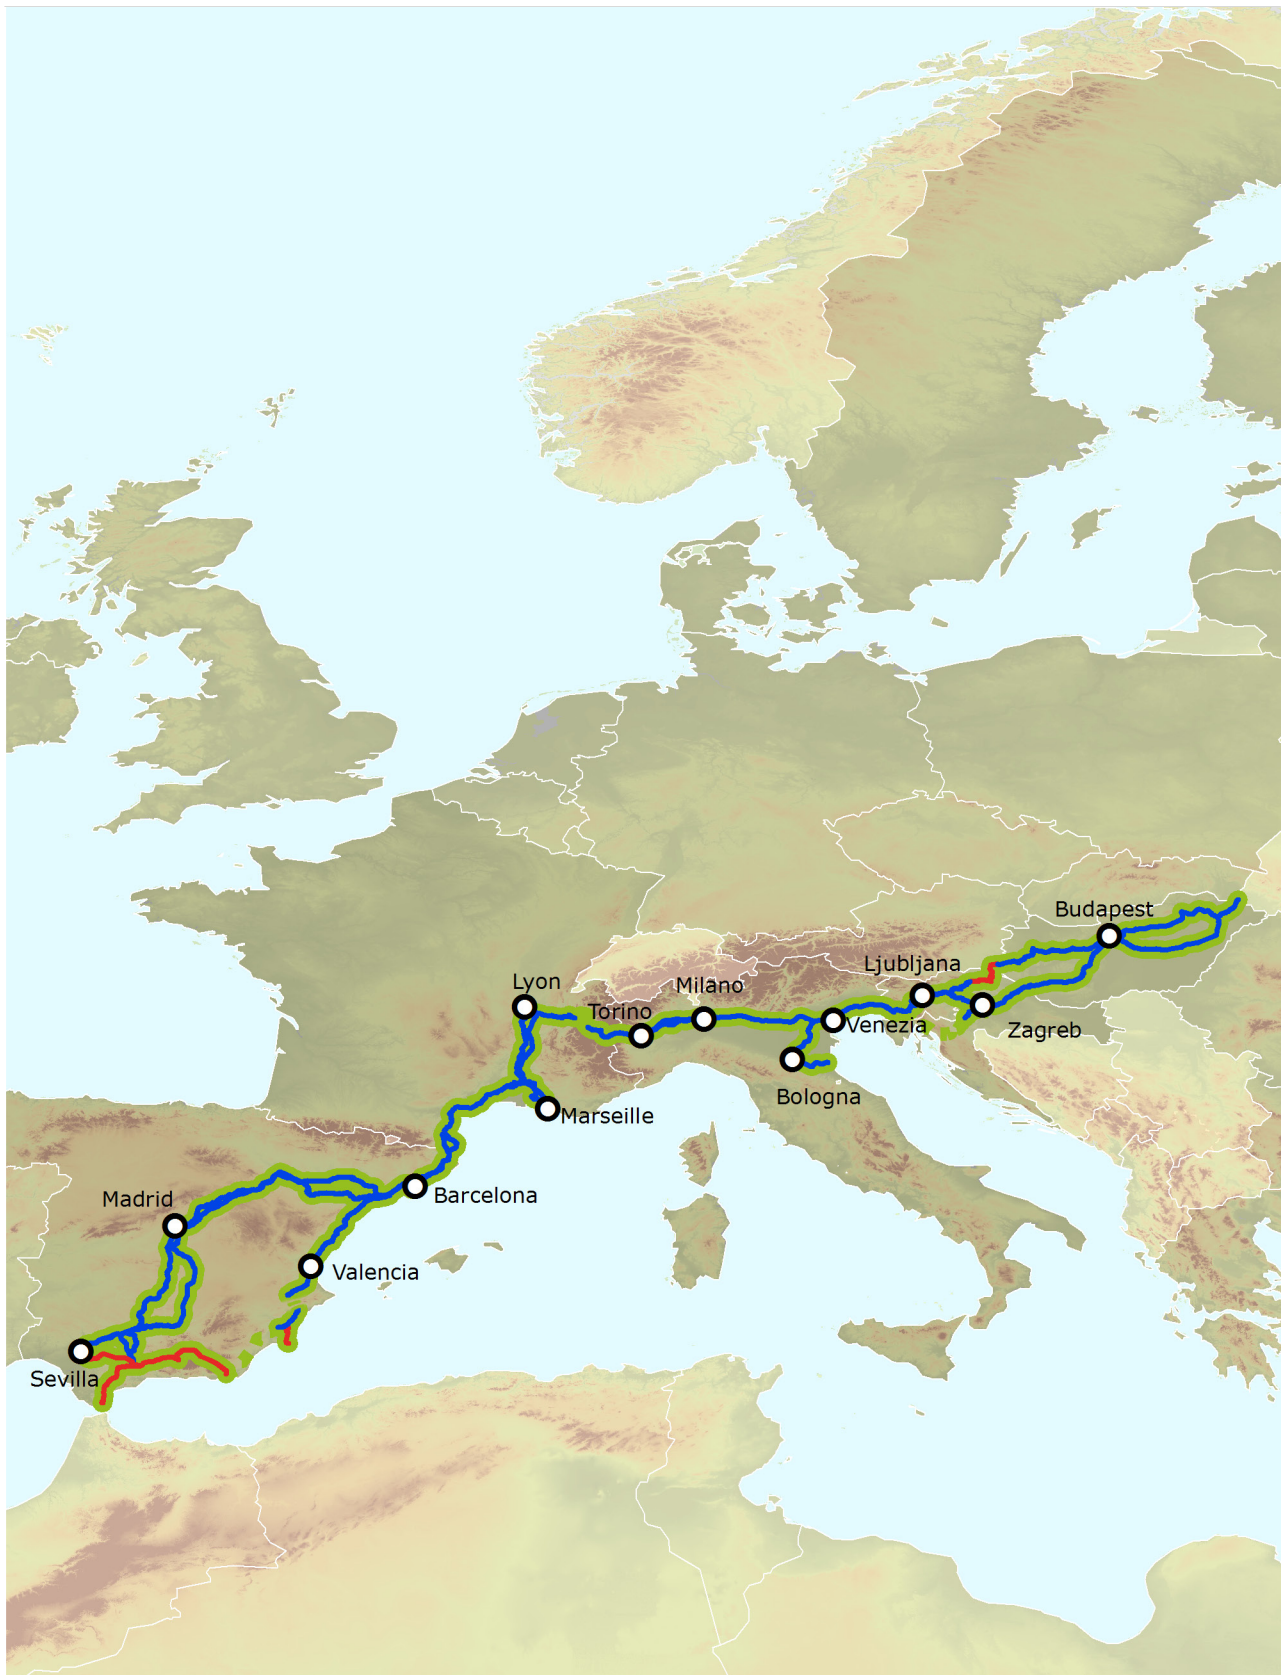 Budapest
Ljubljana
Lyon
Milano
Torino
Venezia
Zagreb
Bologna
Marseille
Madrid
Barcelona
Valencia
Sevilla